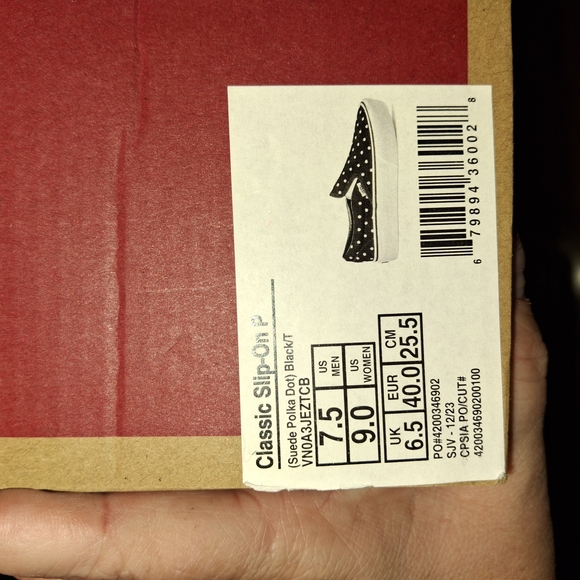 Classic Slip-On P
(Suede Polka Dot) Black/T
VN0A3JEZTCB
7.5 US MEN
9.0 US WOMEN
UK EUR CM
6.5 40.0 25.5
PO#4200346902
SJV - 12/23
CPSIA PO/CUT#
420034690200100
6 79894 36002 8